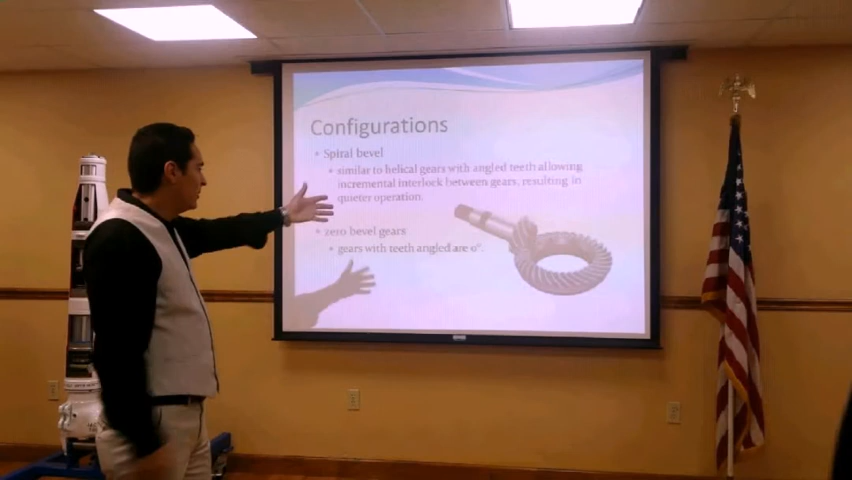 Configurations
• Spiral bevel
• similar to helical gears with angled teeth allowing
incremental interlock between gears, resulting in
quieter operation.
• zero bevel gears
• gears with teeth angled are 0°.